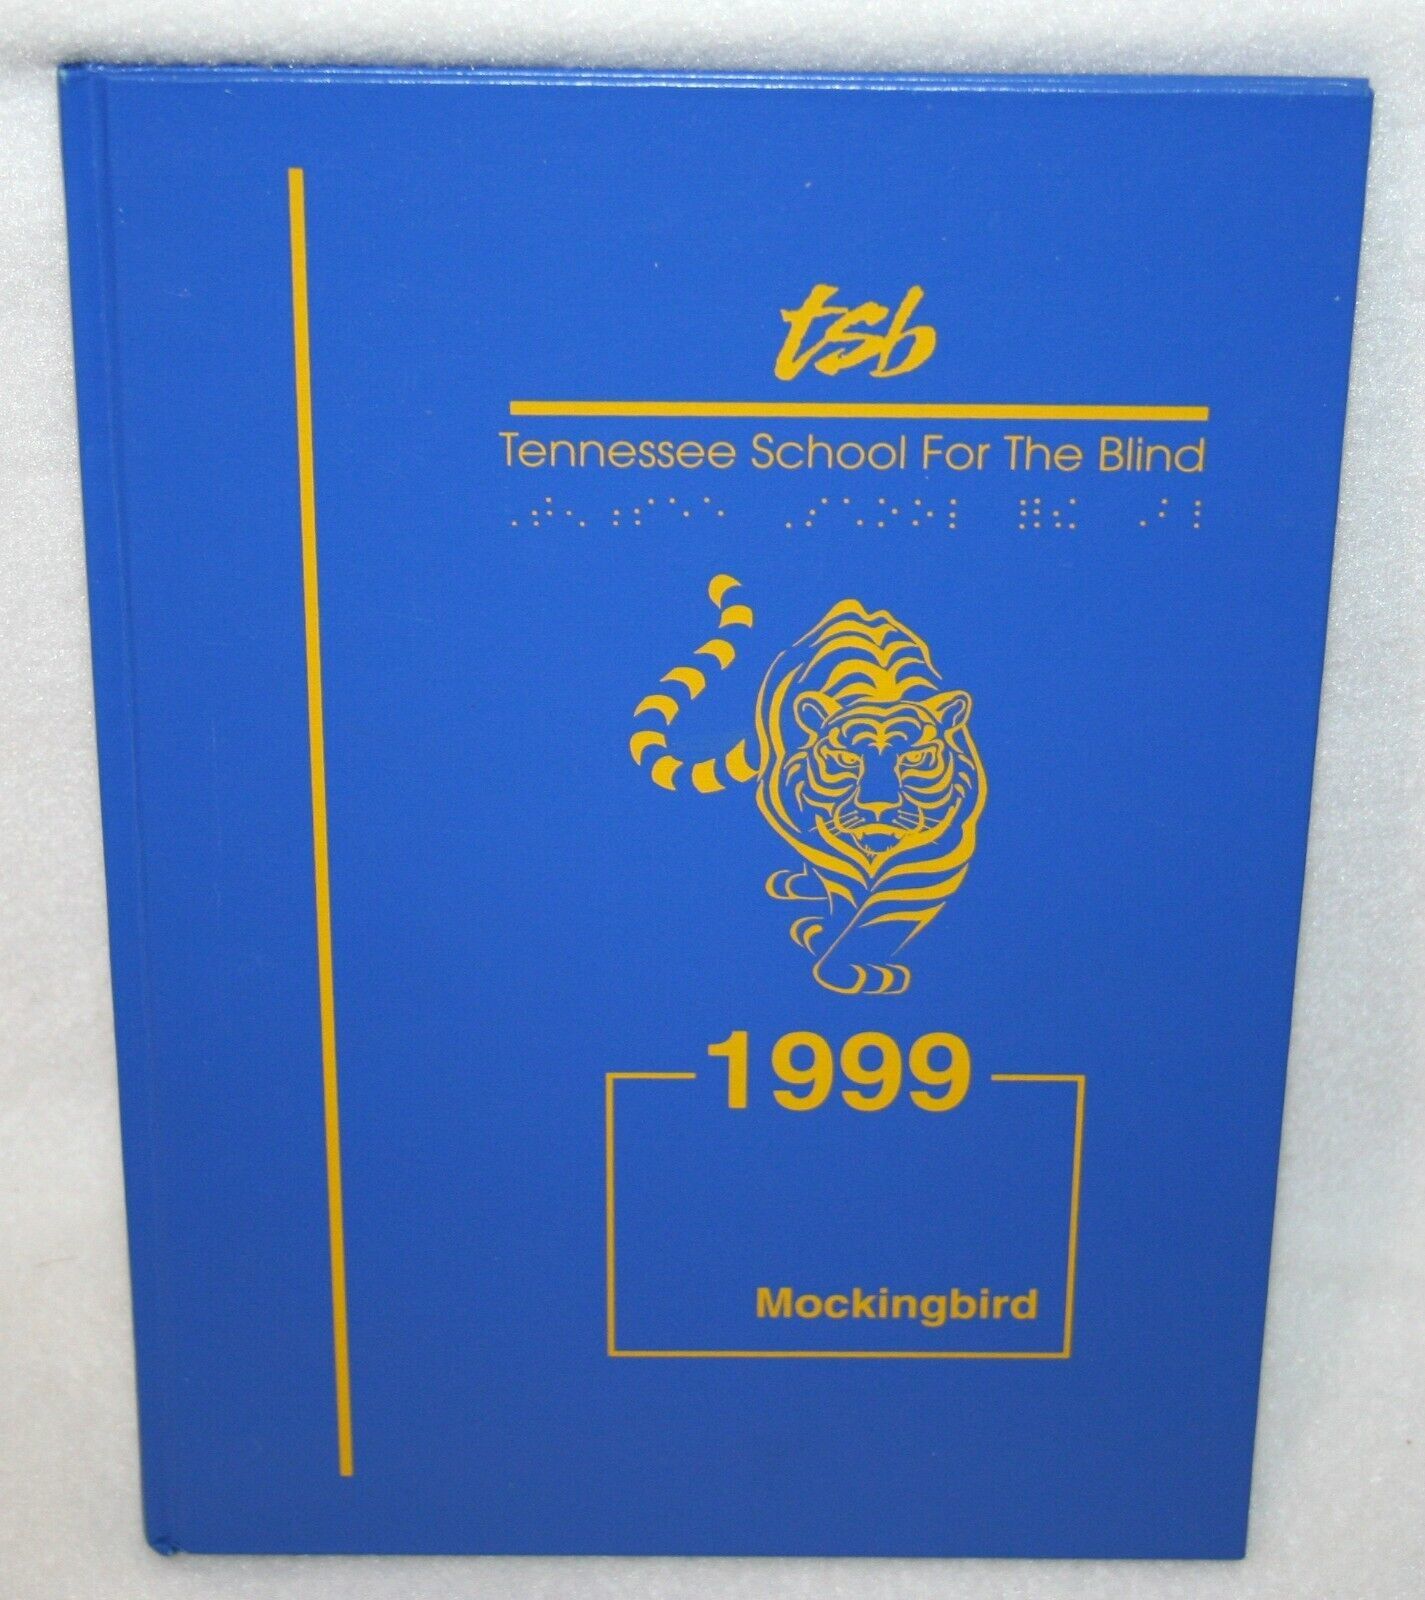 tsb
Tennessee School For The Blind
1999
Mockingbird